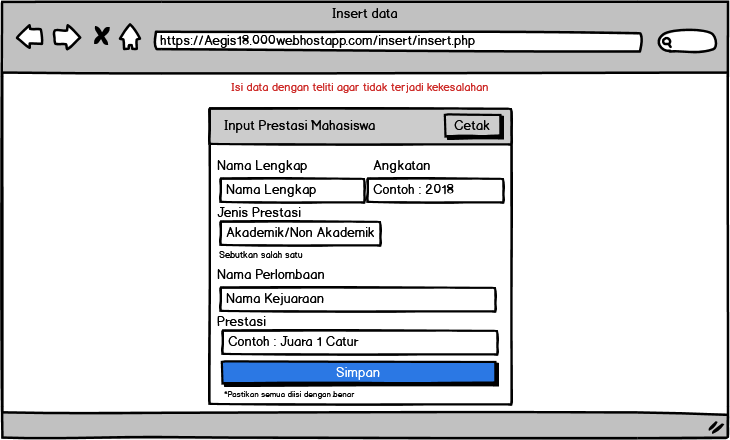 Insert data
https://Aegis18.000webhostapp.com/insert/insert.php
Isi data dengan teliti agar tidak terjadi kekesalahan
Input Prestasi Mahasiswa
Cetak
Nama Lengkap
Angkatan
Nama Lengkap
Contoh : 2018
Jenis Prestasi
Akademik/Non Akademik
Sebutkan salah satu
Nama Perlombaan
Nama Kejuaraan
Prestasi
Contoh : Juara 1 Catur
Simpan
*Pastikan semua diisi dengan benar